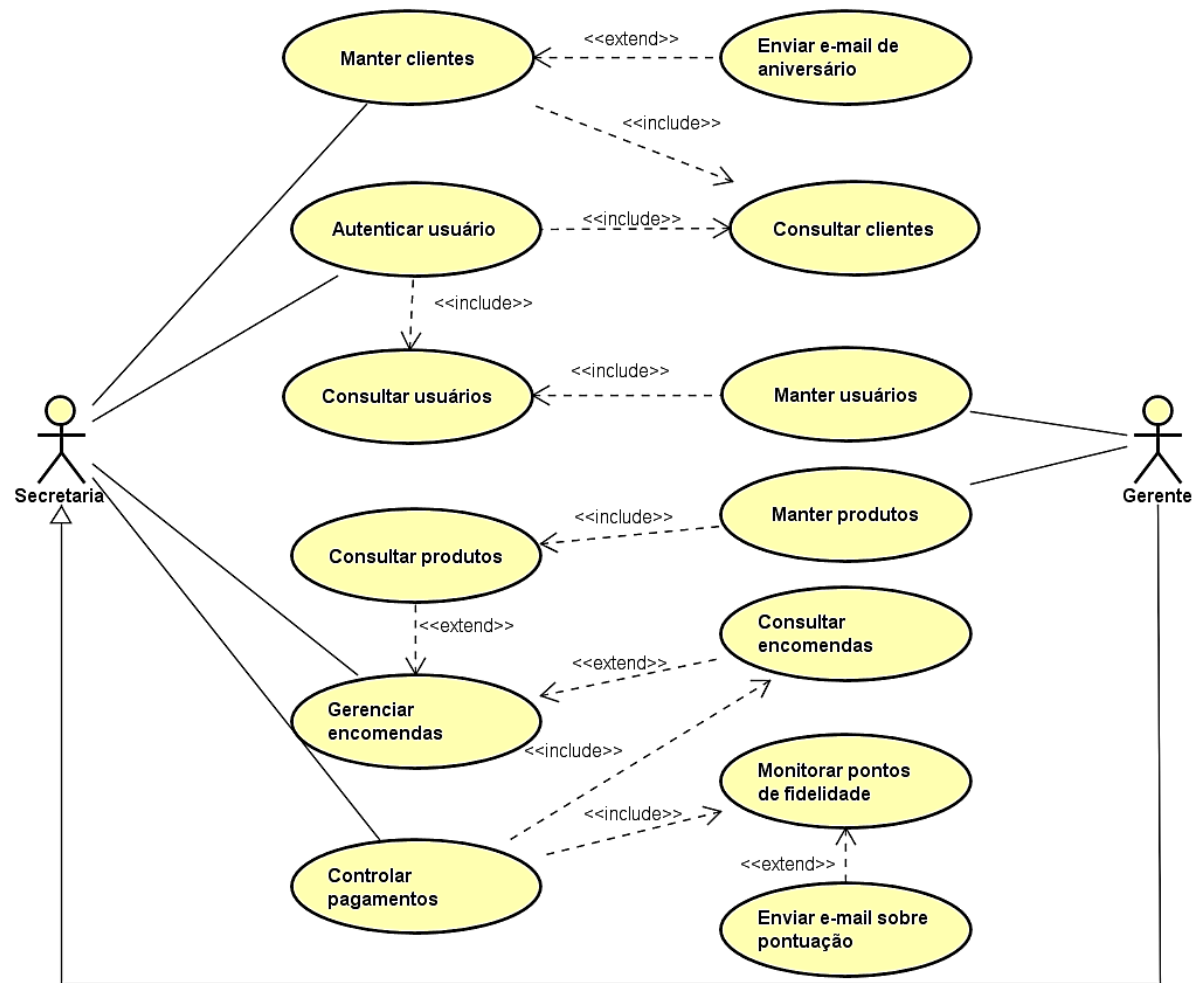 <<extend>>
Manter clientes
Enviar e-mail de
aniversário
<<include>>
Autenticar usuário
<<include>>
Consultar clientes
<<include>>
Consultar usuários
<<include>>
Manter usuários
Secretaria
Gerente
Consultar produtos
<<include>>
Manter produtos
<<extend>>
Consultar
encomendas
<<extend>>
Gerenciar
encomendas
<<include>>
Monitorar pontos
de fidelidade
<<include>>
<<extend>>
Controlar
pagamentos
Enviar e-mail sobre
pontuação